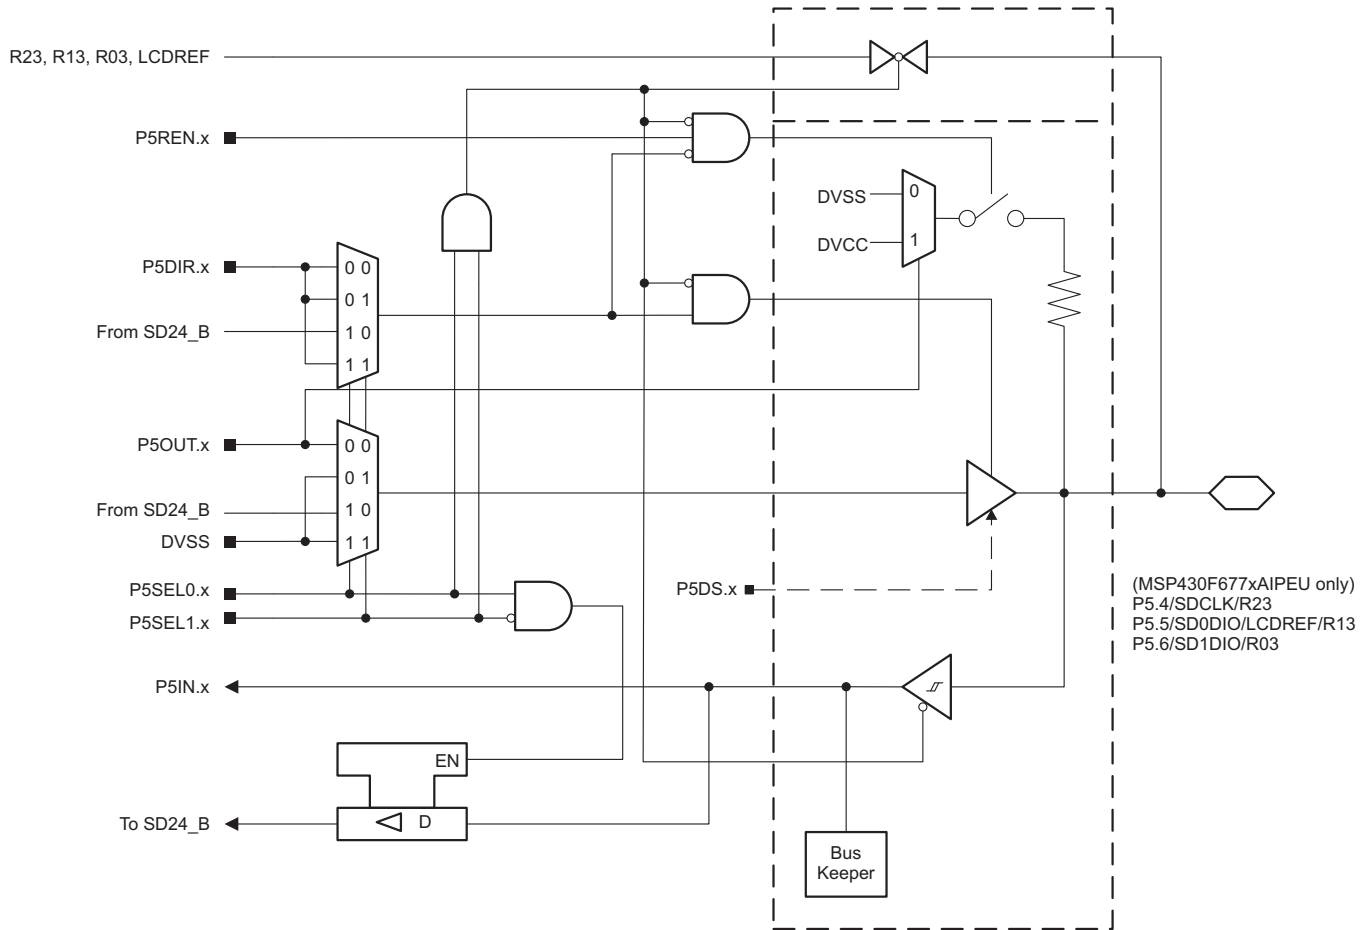 R23, R13, R03, LCDREF
P5REN.x
DVSS
0
DVCC
1
P5DIR.x
0 0
0 1
From SD24_B
1 0
1 1
P5OUT.x
0 0
0 1
From SD24_B
1 0
DVSS
1 1
P5SEL0.x
P5SEL1.x
P5DS.x
(MSP430F677xAIPEU only)
P5.4/SDCLK/R23
P5.5/SD0DIO/LCDREF/R13
P5.6/SD1DIO/R03
P5IN.x
EN
To SD24_B
D
Bus
Keeper